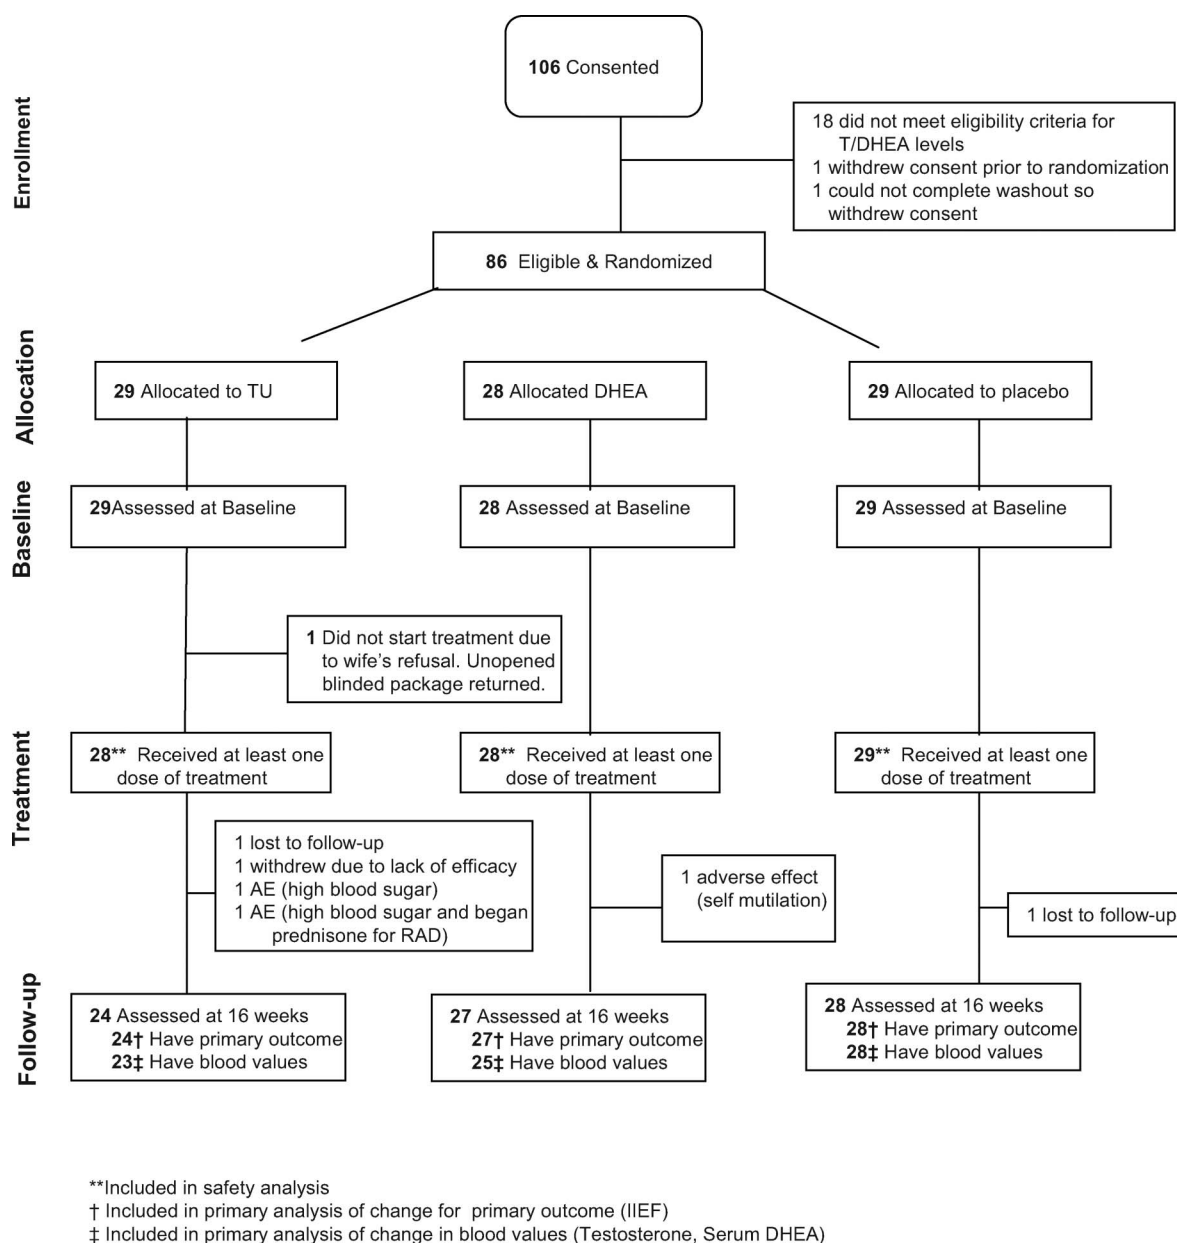 106 Consented
Enrollment
18 did not meet eligibility criteria for
T/DHEA levels
1 withdrew consent prior to randomization
1 could not complete washout so
withdrew consent
86 Eligible & Randomized
Allocation
29 Allocated to TU
28 Allocated DHEA
29 Allocated to placebo
Baseline
29Assessed at Baseline
28 Assessed at Baseline
29 Assessed at Baseline
1 Did not start treatment due
to wife's refusal. Unopened
blinded package returned.
Treatment
28** Received at least one
dose of treatment
28** Received at least one
dose of treatment
29** Received at least one
dose of treatment
1 lost to follow-up
1 withdrew due to lack of efficacy
1 AE (high blood sugar)
1 AE (high blood sugar and began
prednisone for RAD)
1 adverse effect
(self mutilation)
1 lost to follow-up
Follow-up
24 Assessed at 16 weeks
24† Have primary outcome
23‡ Have blood values
27 Assessed at 16 weeks
27† Have primary outcome
25‡ Have blood values
28 Assessed at 16 weeks
28† Have primary outcome
28‡ Have blood values
**Included in safety analysis
† Included in primary analysis of change for primary outcome (IIEF)
‡ Included in primary analysis of change in blood values (Testosterone, Serum DHEA)